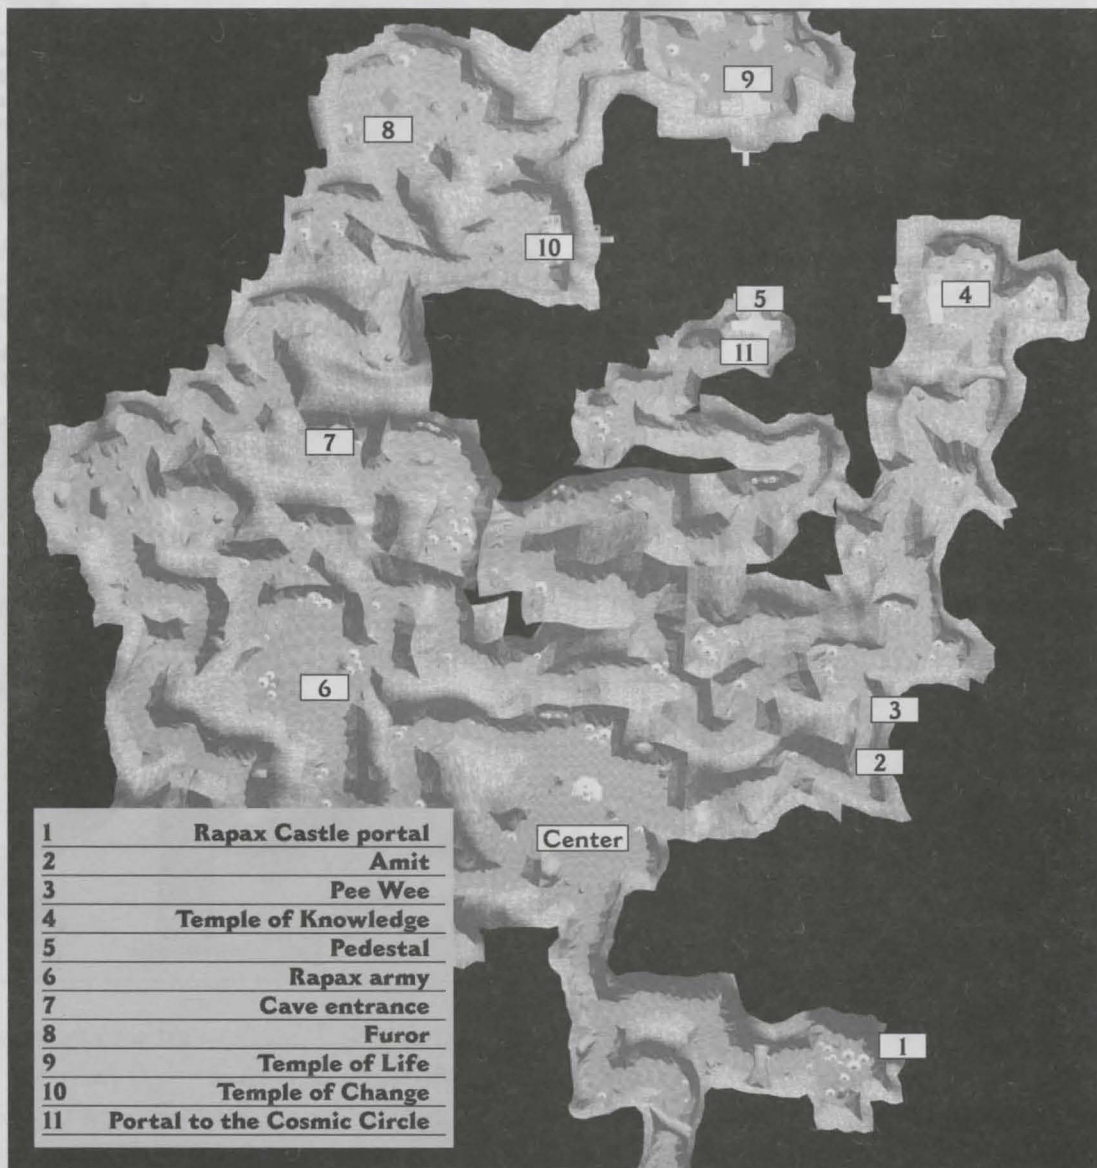 9
8
10
5
4
11
7
6
3
2
Center
1
1 Rapax Castle portal
2 Amit
3 Pee Wee
4 Temple of Knowledge
5 Pedestal
6 Rapax army
7 Cave entrance
8 Furor
9 Temple of Life
10 Temple of Change
11 Portal to the Cosmic Circle